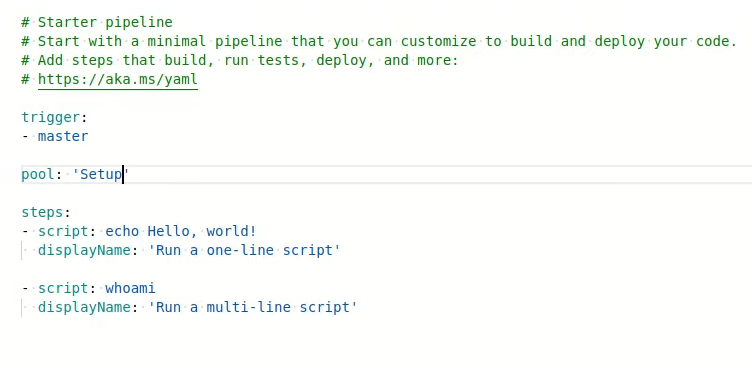 # Starter pipeline
# Start with a minimal pipeline that you can customize to build and deploy your code.
# Add steps that build, run tests, deploy, and more:
# https://aka.ms/yaml
trigger:
- master
pool: 'Setup'
steps:
- script: echo Hello, world!
  displayName: 'Run a one-line script'
- script: whoami
  displayName: 'Run a multi-line script'